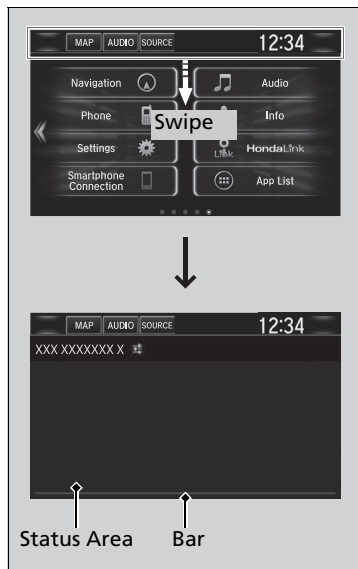 MAP AUDIO SOURCE 12:34
Navigation Audio
Phone Info
Swipe
Settings Link HondaLink
Smartphone
Connection App List
MAP AUDIO SOURCE 12:34
XXX XXXXXXX X
Status Area Bar